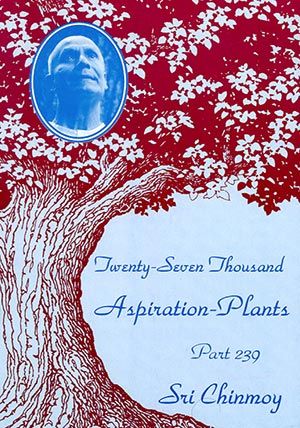 Twenty-Seven Thousand
Aspiration-Plants
Part 239
Sri Chinmoy